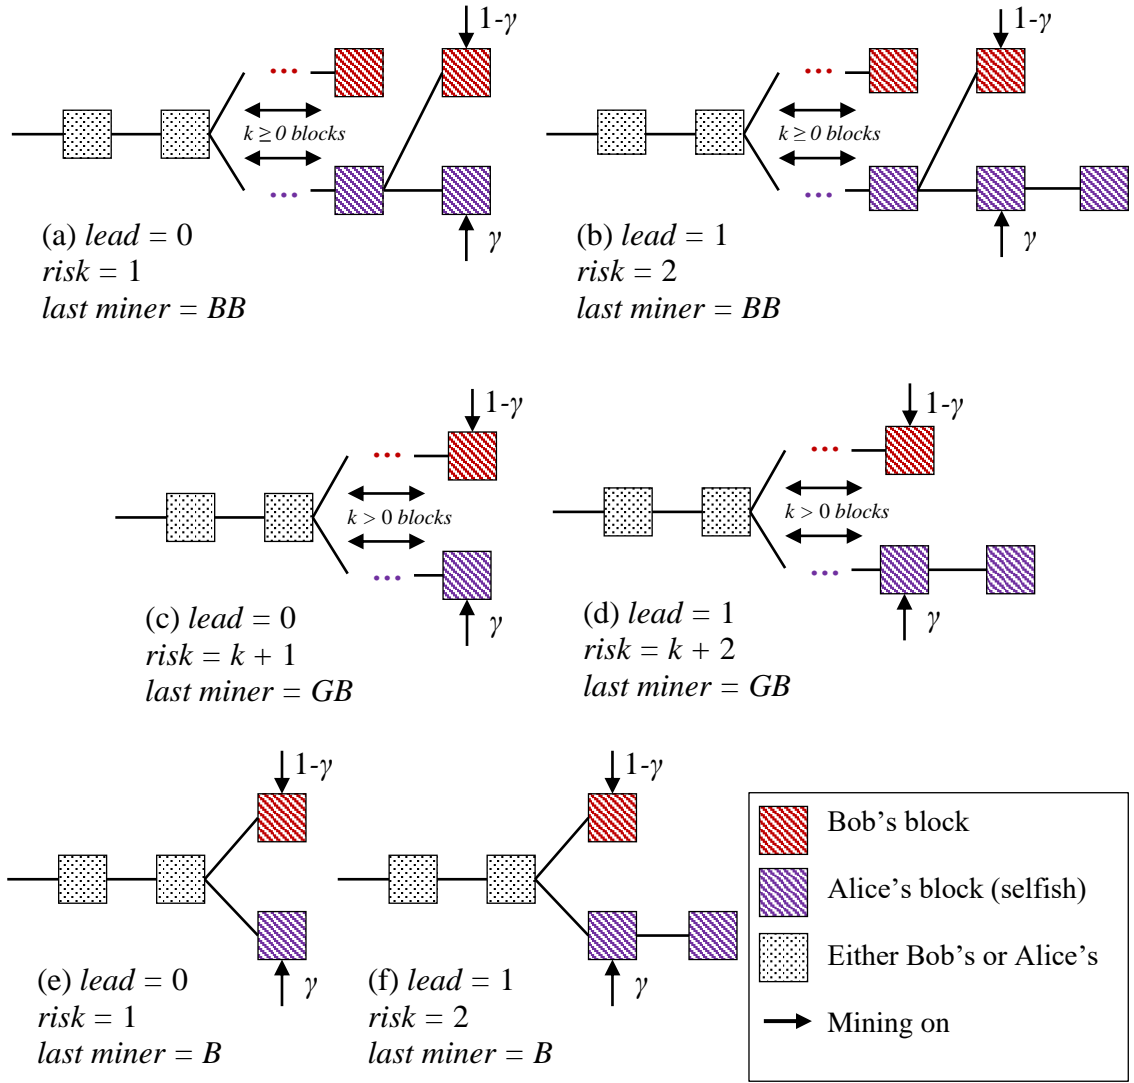 1-γ
1-γ
k ≥ 0 blocks
k ≥ 0 blocks
(a) lead = 0
risk = 1
last miner = BB
γ
(b) lead = 1
risk = 2
last miner = BB
γ
1-γ
1-γ
k > 0 blocks
k > 0 blocks
(c) lead = 0
risk = k + 1
last miner = GB
γ
(d) lead = 1
risk = k + 2
last miner = GB
γ
1-γ
1-γ
(e) lead = 0
risk = 1
last miner = B
γ
(f) lead = 1
risk = 2
last miner = B
γ
Bob's block
Alice's block (selfish)
Either Bob's or Alice's
Mining on